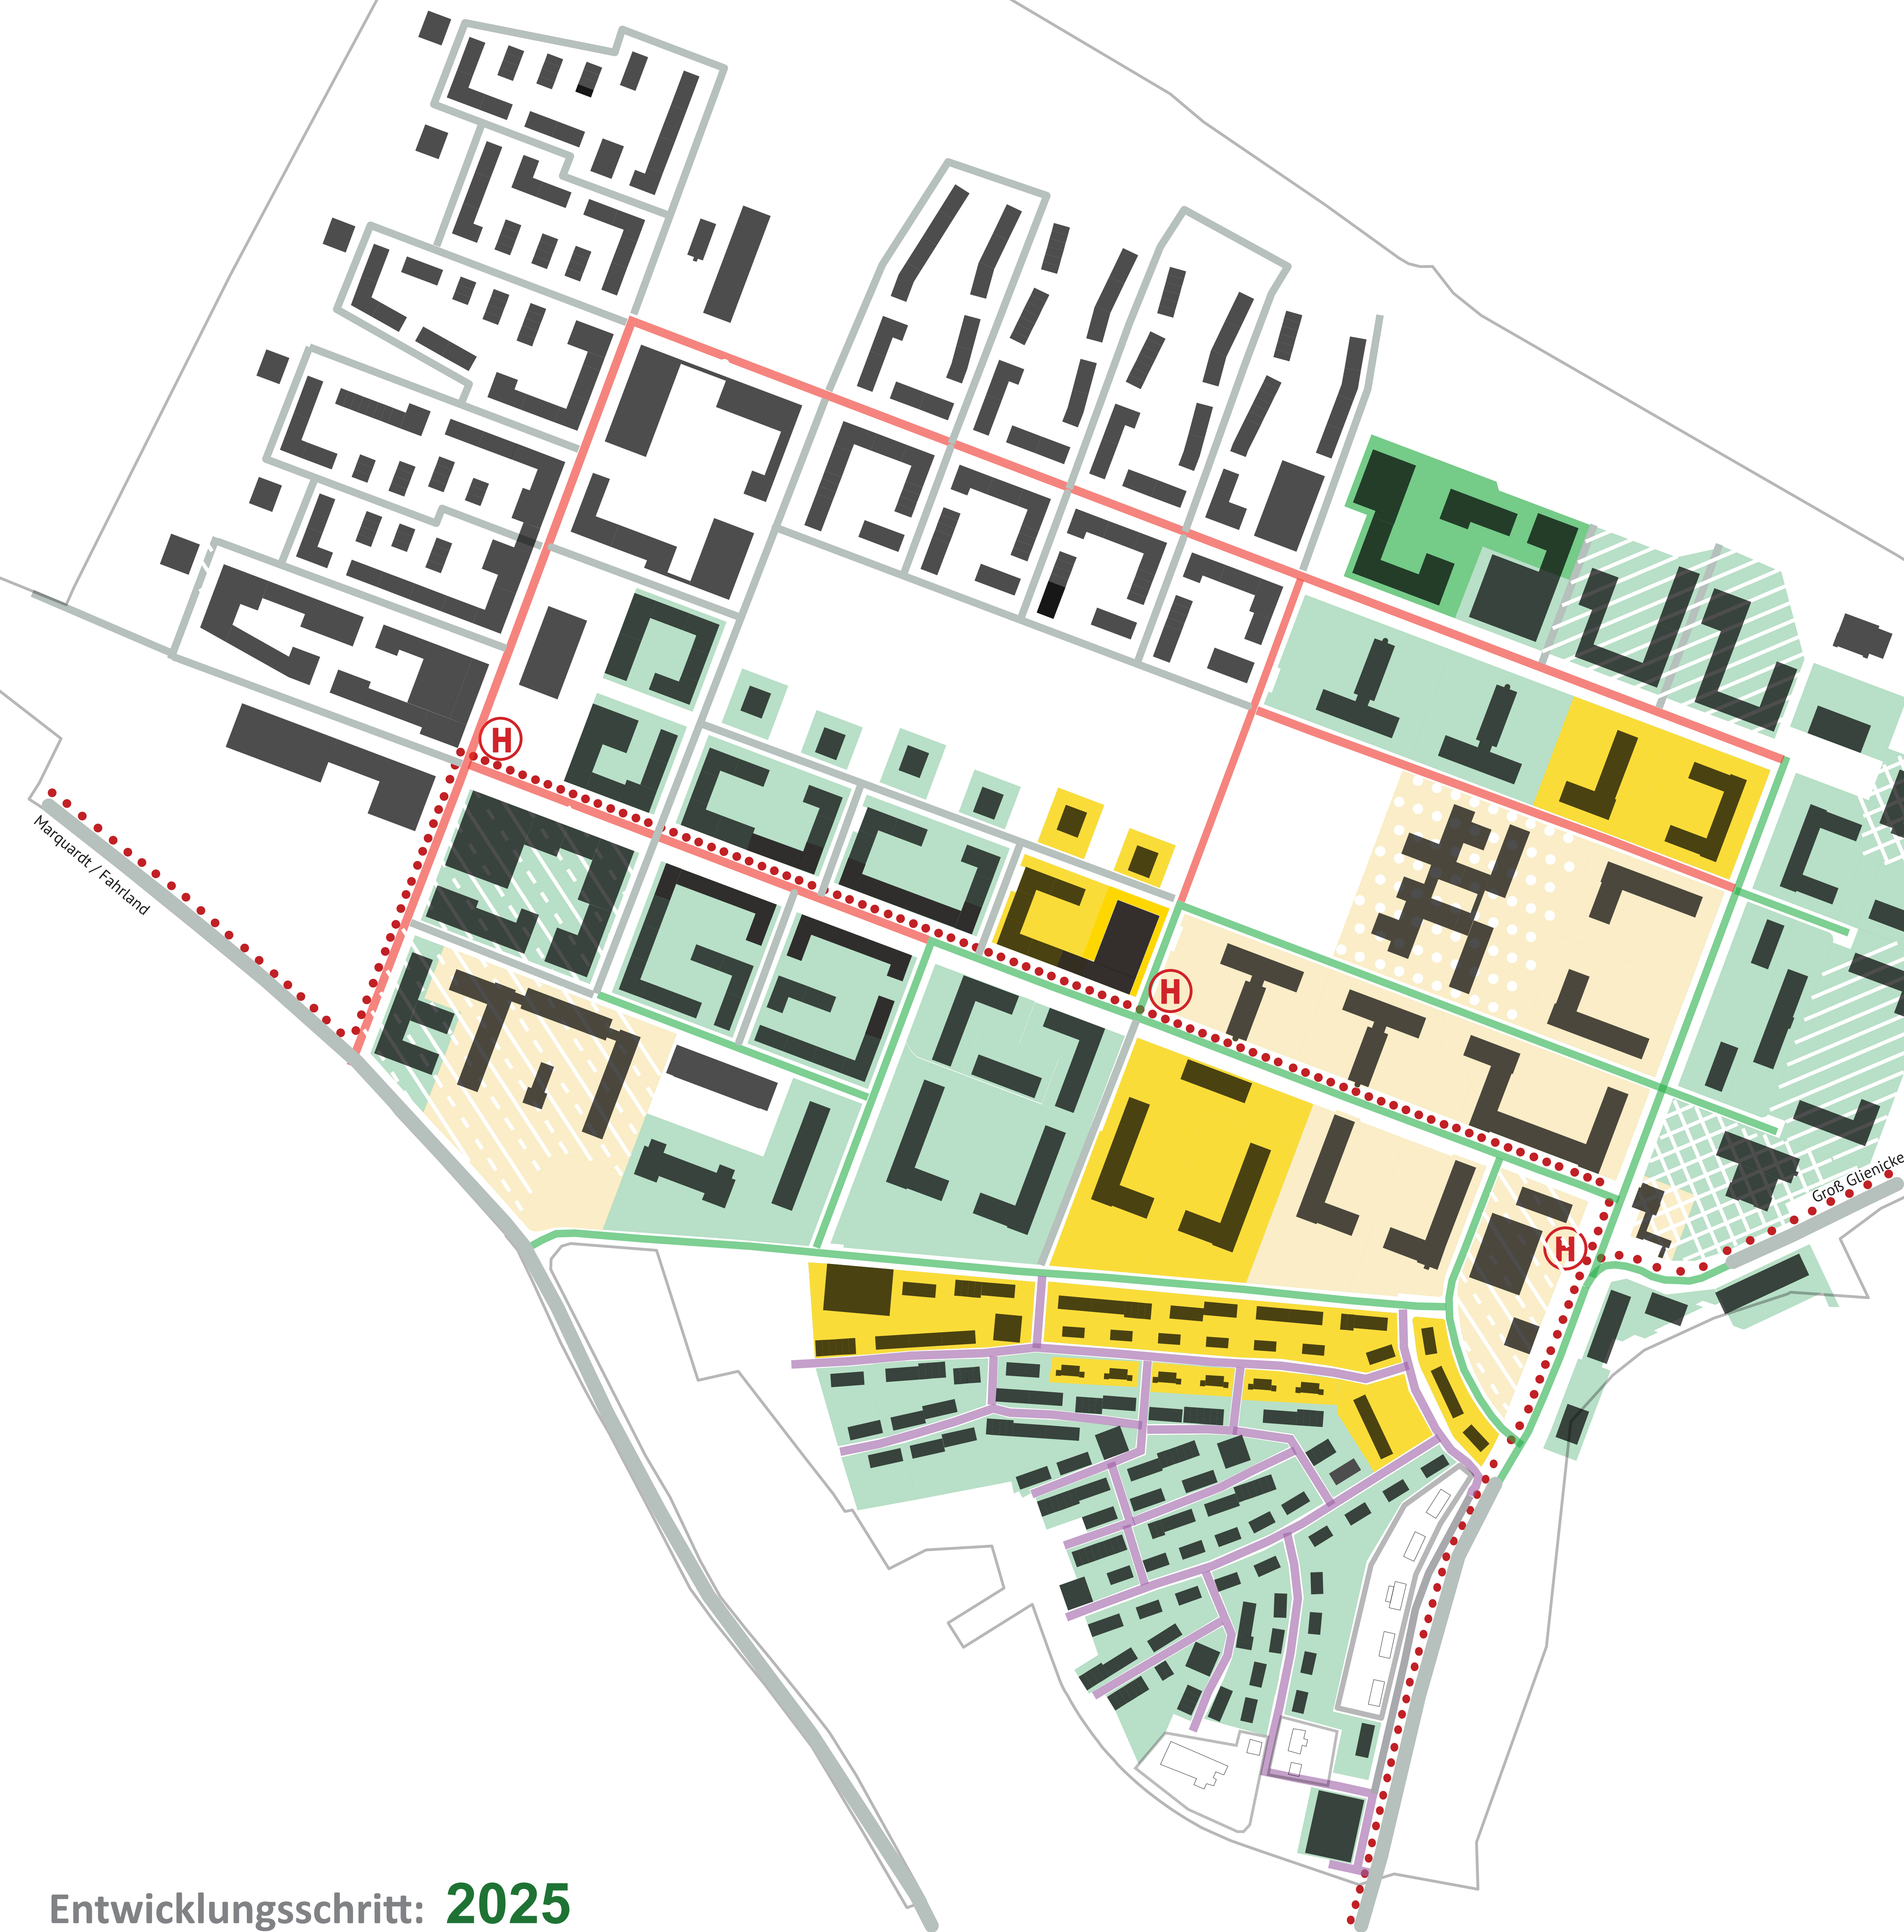 H
Marquardt / Fahrland
H
Groß Glienicke
H
Entwicklungsschritt: 2025